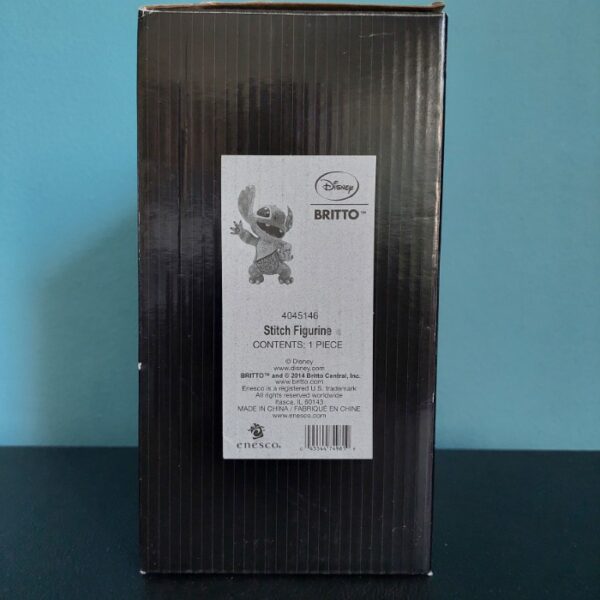 Disney
BRITTO™
4045146
Stitch Figurine
CONTENTS: 1 PIECE
© Disney
www.disney.com
BRITTO™ and © 2014 Britto Central, Inc.
www.britto.com
Enesco is a registered U.S. trademark
All rights reserved worldwide
Itasca, IL 60143
MADE IN CHINA / FABRIQUÉ EN CHINE
www.enesco.com
enesco.